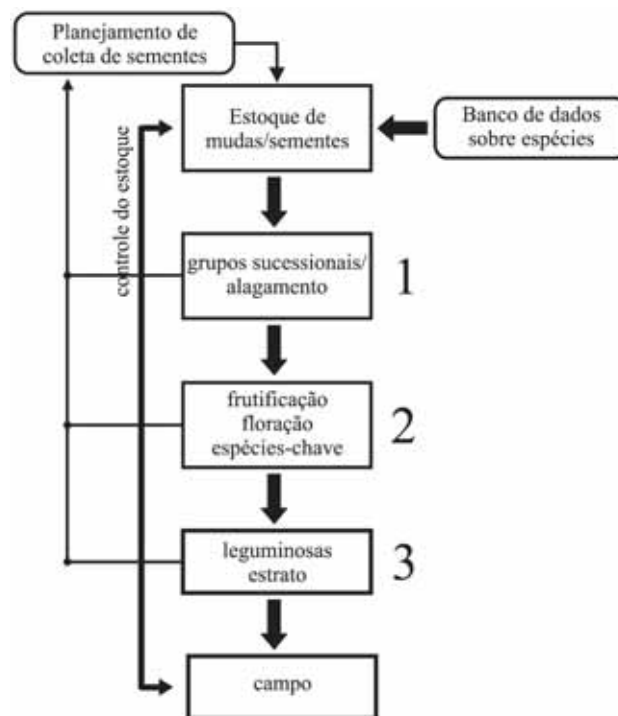 Planejamento de
coleta de sementes
Estoque de
mudas/sementes
Banco de dados
sobre espécies
controle do estoque
grupos sucessionais/
alagamento
1
frutificação
floração
espécies-chave
2
leguminosas
estrato
3
campo